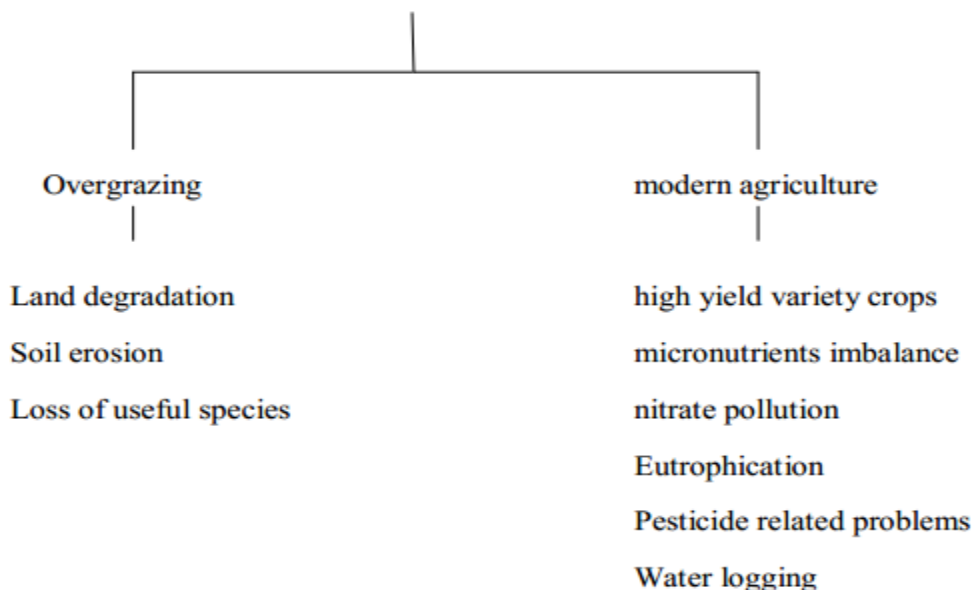 Overgrazing
modern agriculture
Land degradation
Soil erosion
Loss of useful species
high yield variety crops
micronutrients imbalance
nitrate pollution
Eutrophication
Pesticide related problems
Water logging